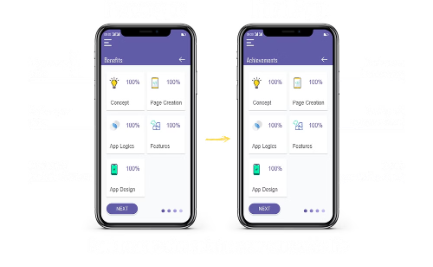 Benefits
100%
100%
Concept
Page Creation
100%
100%
App Logics
Features
100%
App Design
NEXT
Achievements
100%
100%
Concept
Page Creation
100%
100%
App Logics
Features
100%
App Design
NEXT